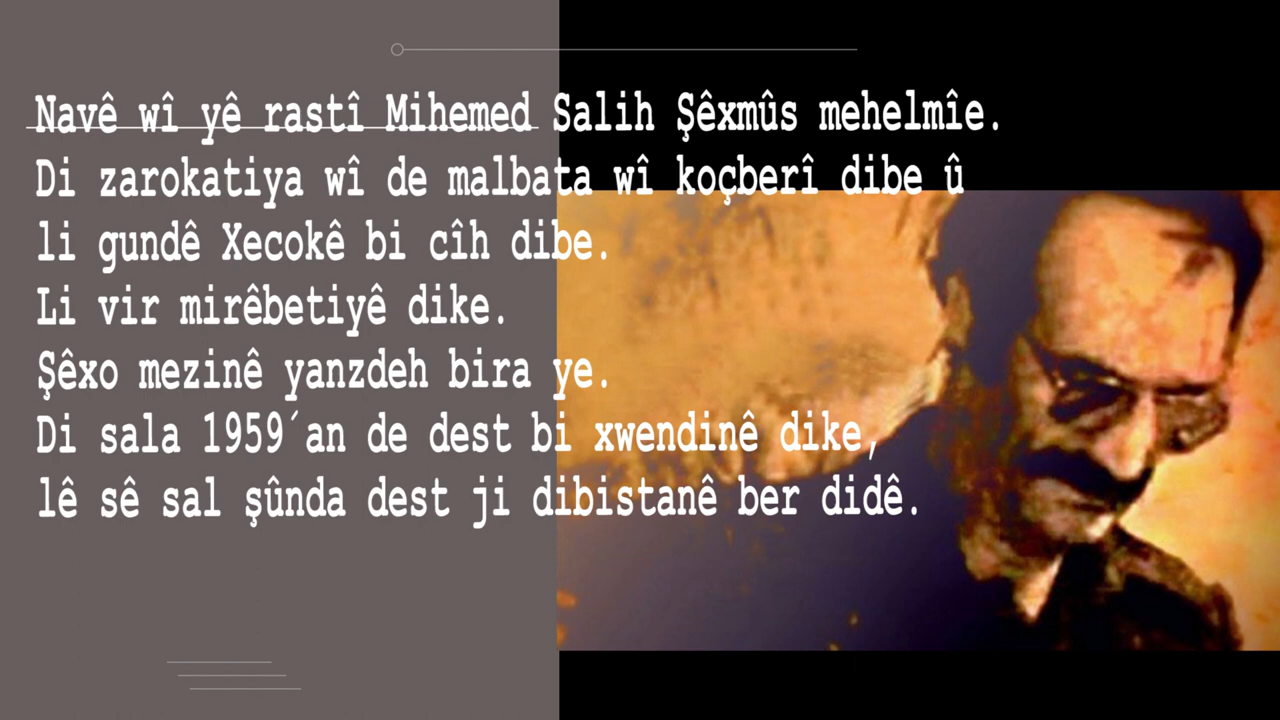 Navê wî yê rastî Mihemed Salih Şêxmûs mehelmîe.
Di zarokatiya wî de malbata wî koçberî dibe û
li gundê Xecokê bi cîh dibe.
Li vir mirêbetiyê dike.
Şêxo mezinê yanzdeh bira ye.
Di sala 1959´an de dest bi xwendinê dike,
lê sê sal şûnda dest ji dibistanê ber didê.